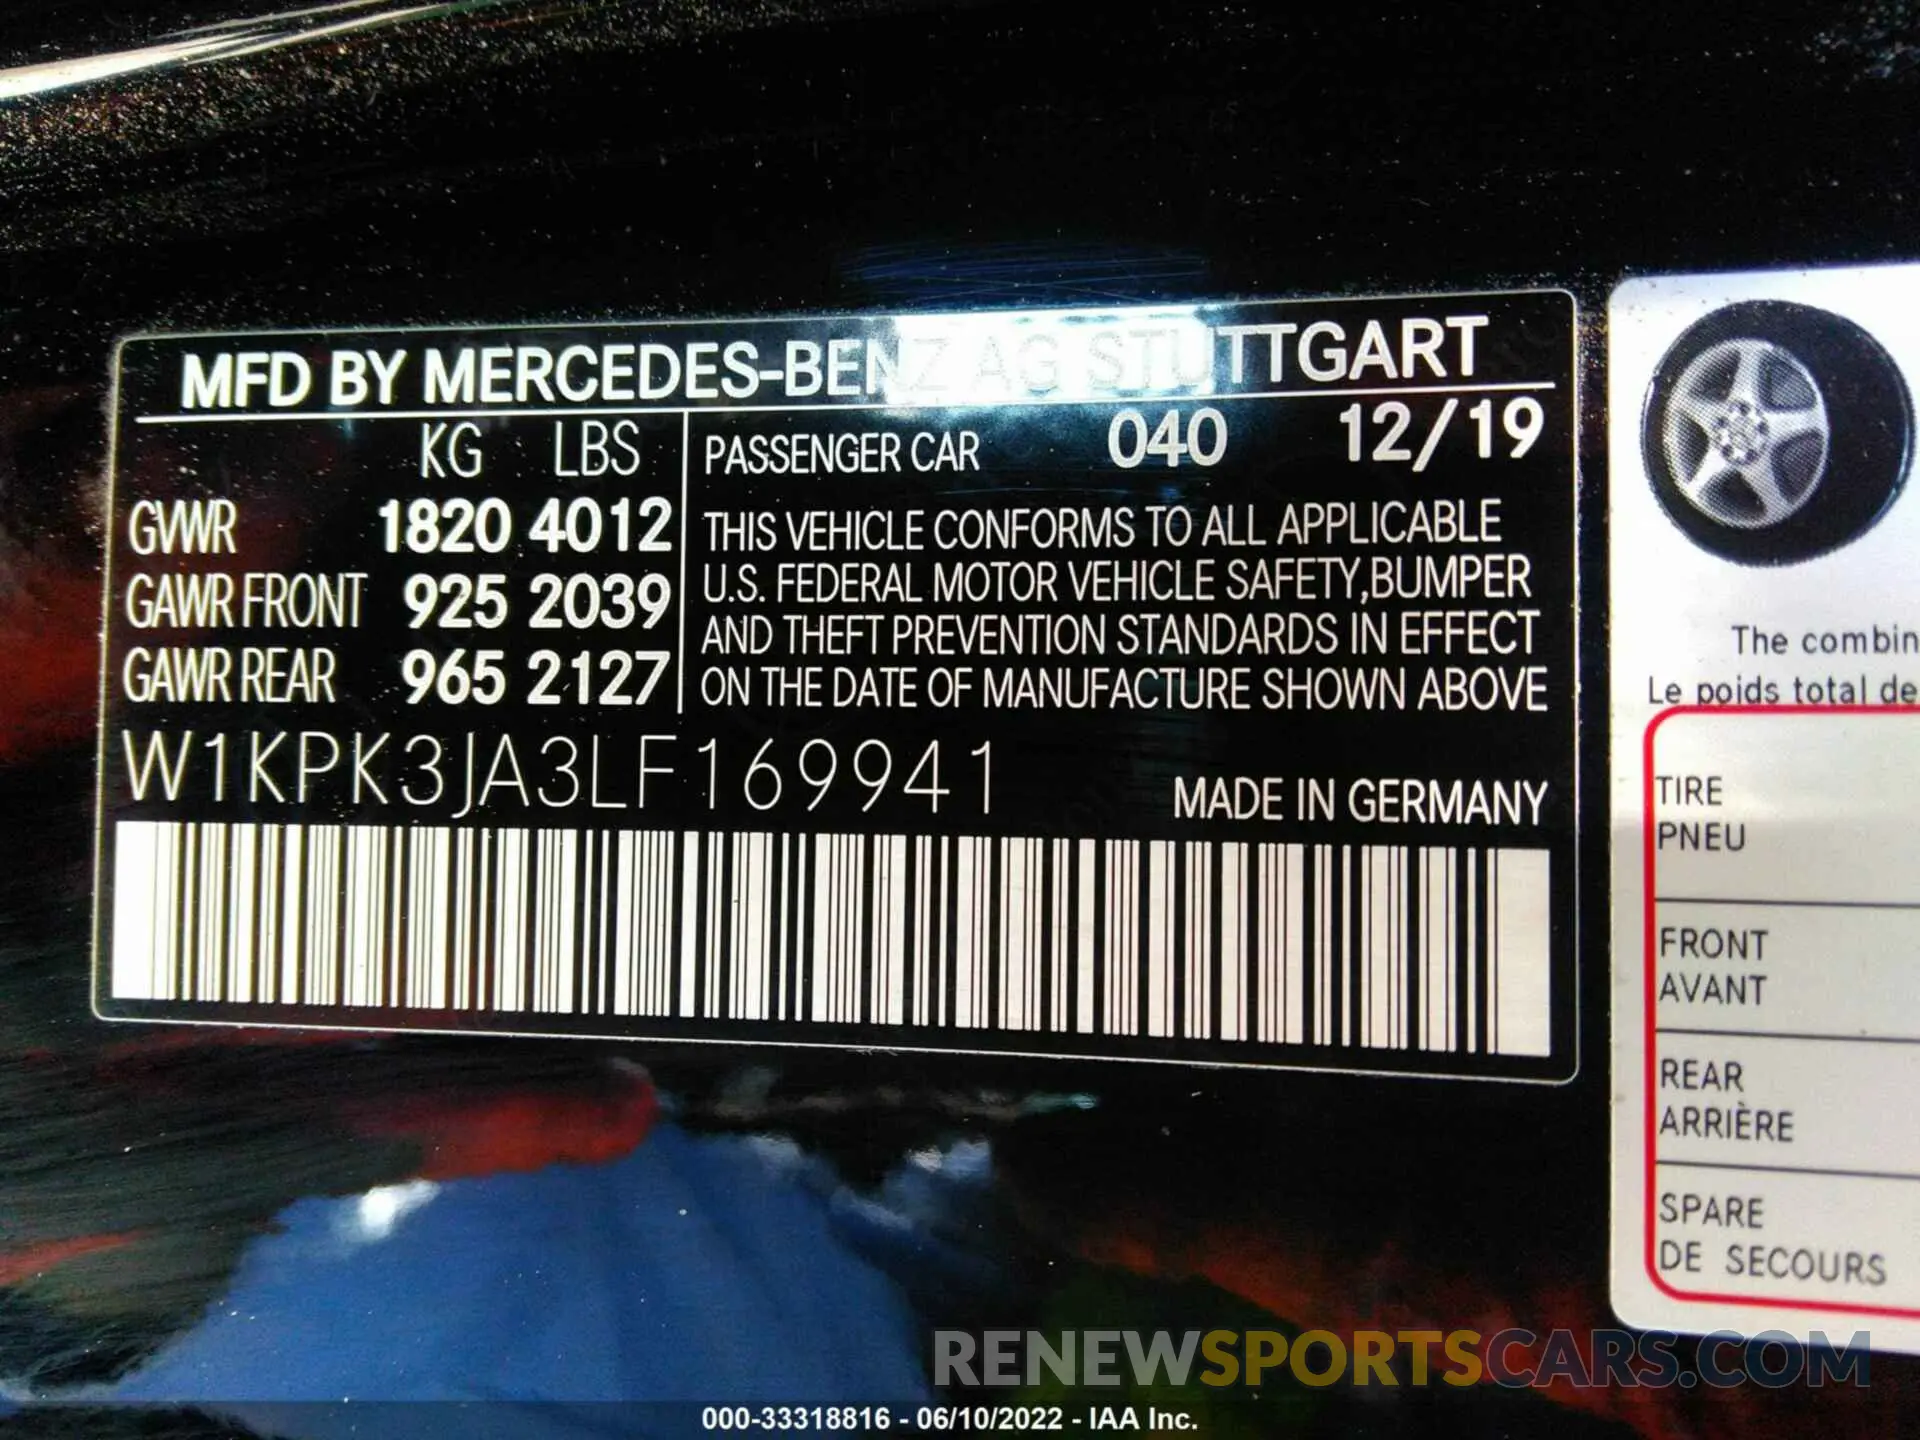 MFD BY MERCEDES-BENZ AG STUTTGART
KG LBS
GVWR 1820 4012
GAWR FRONT 925 2039
GAWR REAR 965 2127
PASSENGER CAR 040 12/19
THIS VEHICLE CONFORMS TO ALL APPLICABLE
U.S. FEDERAL MOTOR VEHICLE SAFETY,BUMPER
AND THEFT PREVENTION STANDARDS IN EFFECT
ON THE DATE OF MANUFACTURE SHOWN ABOVE
W1KPK3JA3LF169941
MADE IN GERMANY
The combin
Le poids total de
TIRE
PNEU
FRONT
AVANT
REAR
ARRIÈRE
SPARE
DE SECOURS
RENEWSPORTSCARS.COM
000-33318816 - 06/10/2022 - IAA Inc.